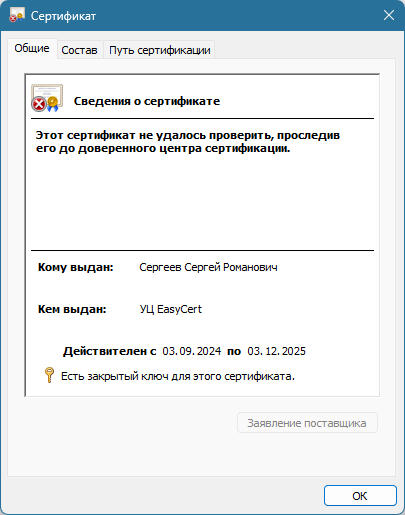 Сертификат
Общие Состав Путь сертификации
Сведения о сертификате
Этот сертификат не удалось проверить, проследив
его до доверенного центра сертификации.
Кому выдан: Сергеев Сергей Романович
Кем выдан: УЦ EasyCert
Действителен с 03.09.2024 по 03.12.2025
Есть закрытый ключ для этого сертификата.
Заявление поставщика
ОК